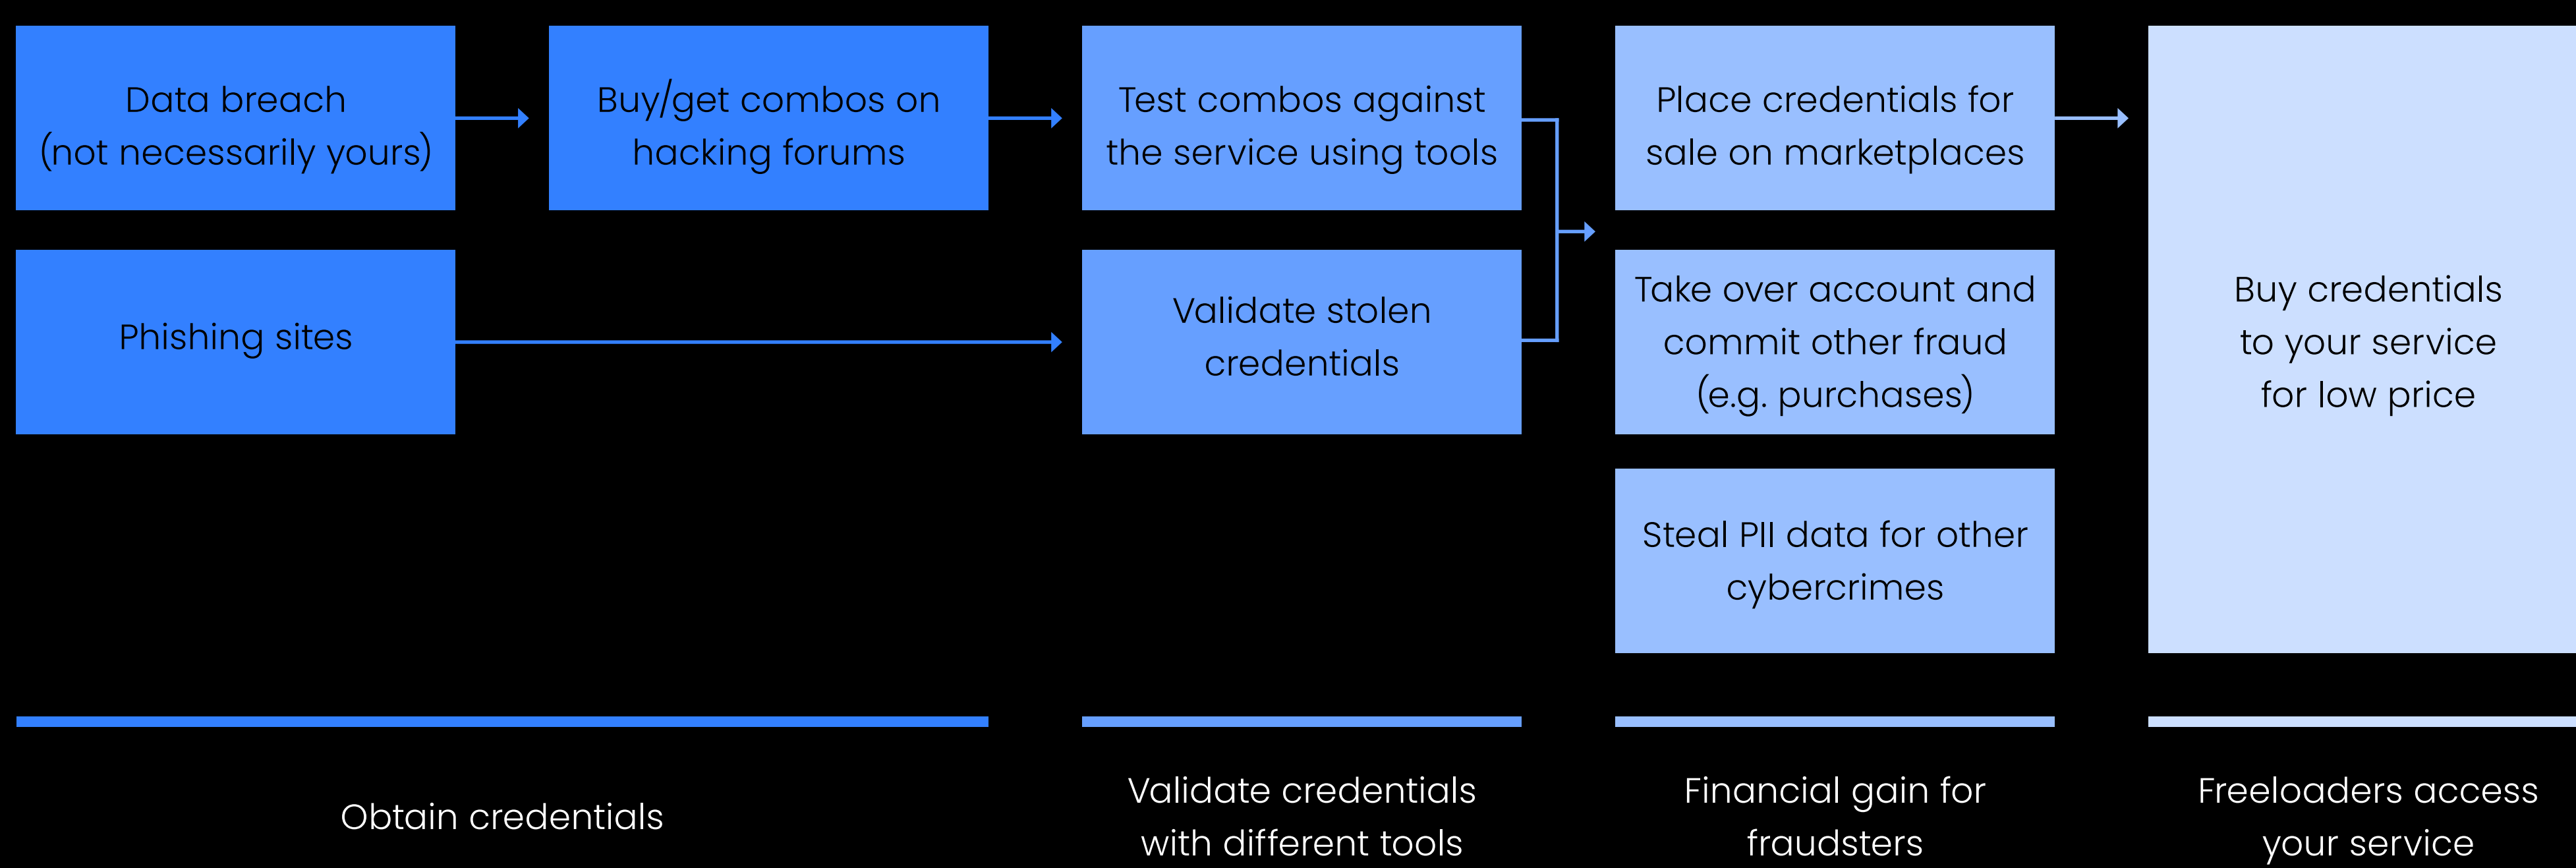 Data breach
(not necessarily yours)
Buy/get combos on
hacking forums
Test combos against
the service using tools
Place credentials for
sale on marketplaces
Phishing sites
Validate stolen
credentials
Take over account and
commit other fraud
(e.g. purchases)
Buy credentials
to your service
for low price
Steal PII data for other
cybercrimes
Obtain credentials
Validate credentials
with different tools
Financial gain for
fraudsters
Freeloaders access
your service